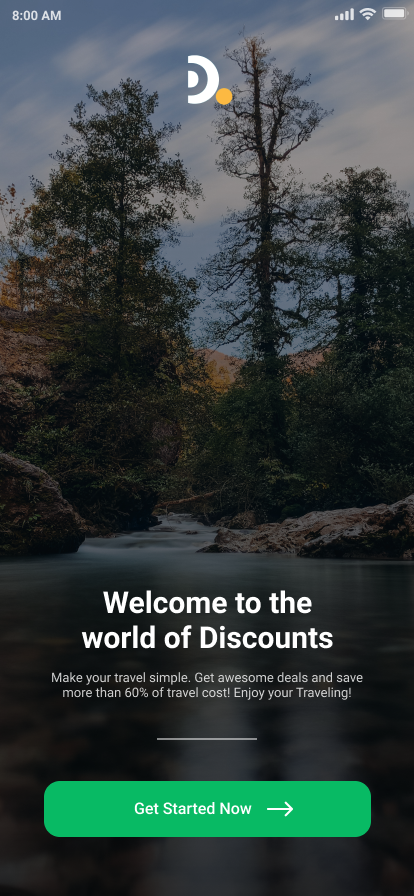 8:00 AM
D.
Welcome to the
world of Discounts
Make your travel simple. Get awesome deals and save
more than 60% of travel cost! Enjoy your Traveling!
Get Started Now